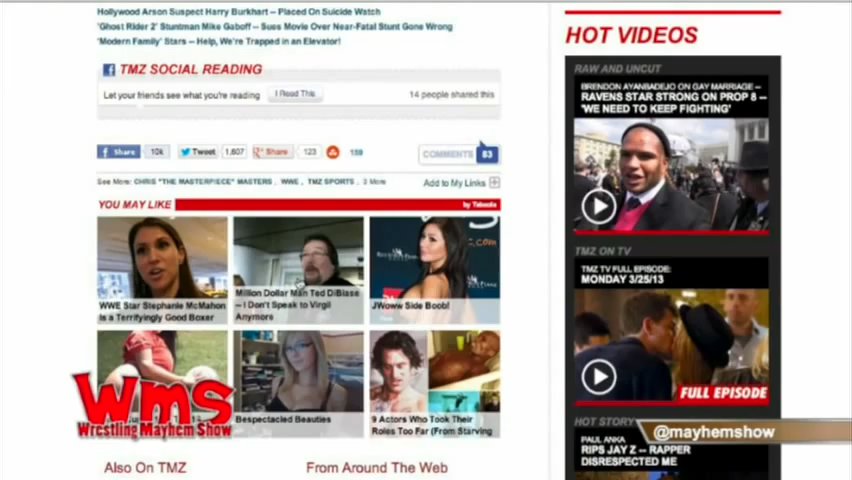 Hollywood Arson Suspect Harry Burkhart -- Placed On Suicide Watch
'Ghost Rider 2' Stuntman Mike Gaboff -- Sues Movie Over Near-Fatal Stunt Gone Wrong
'Modern Family' Stars -- Help, We're Trapped in an Elevator!
TMZ SOCIAL READING
Let your friends see what you're reading
I Read This
14 people shared this
Share
10k
Tweet
1,607
Share
123
159
COMMENTS
83
See More: CHRIS "THE MASTERPIECE" MASTERS , WWE , TMZ SPORTS , 3 More
Add to My Links
YOU MAY LIKE
by Taboola
WWE Star Stephanie McMahon
Is a Terrifyingly Good Boxer
Million Dollar Man Ted DiBiase
-- I Don't Speak to Virgil
Anymore
JWoww Side Boob!
Bespectacled Beauties
9 Actors Who Took Their
Roles Too Far (From Starving
Wms
Wrestling Mayhem Show
Also On TMZ
From Around The Web
HOT VIDEOS
RAW AND UNCUT
BRENDON AYANBADEJO ON GAY MARRIAGE --
RAVENS STAR STRONG ON PROP 8 --
'WE NEED TO KEEP FIGHTING'
TMZ ON TV
TMZ TV FULL EPISODE:
MONDAY 3/25/13
FULL EPISODE
HOT STORY
@mayhemshow
PAUL ANKA
RIPS JAY Z -- RAPPER
DISRESPECTED ME